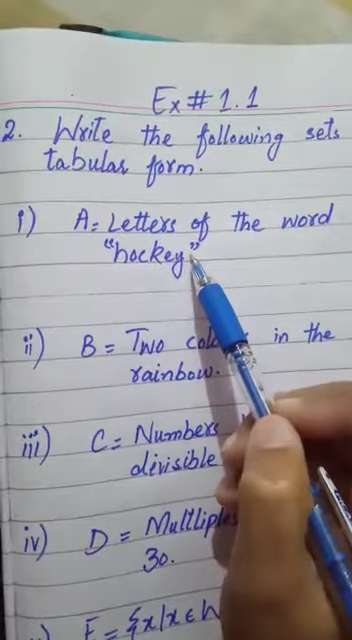 Ex # 1.1
2. Write the following sets
tabular form.
i) A = Letters of the word
"hockey"
ii) B = Two in the
rainbow.
iii) C = Numbers
divisible
iv) D = Multiples
30.
= {x/x ∈